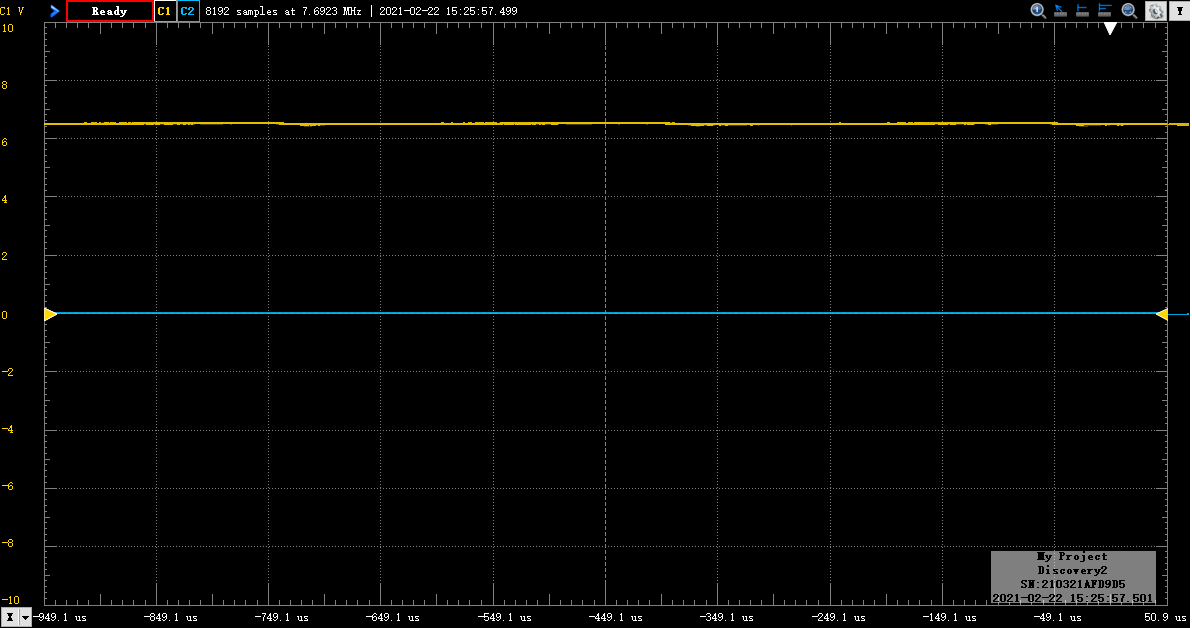 C1 V Ready C1 C2 8192 samples at 7.6923 MHz | 2021-02-22 15:25:57.499 Y
10
8
6
4
2
0
-2
-4
-6
-8
-10
My Project
Discovery2
SN:210321AFD9D5
2021-02-22 15:25:57.501
X -949.1 us -849.1 us -749.1 us -649.1 us -549.1 us -449.1 us -349.1 us -249.1 us -149.1 us -49.1 us 50.9 us